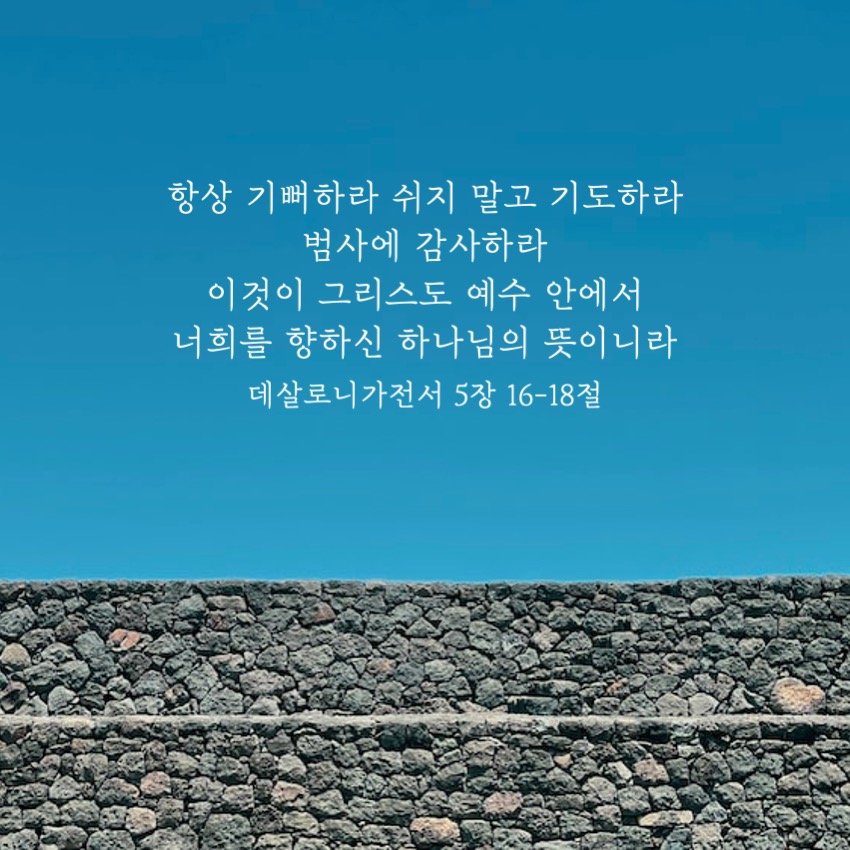 항상 기뻐하라 쉬지 말고 기도하라
범사에 감사하라
이것이 그리스도 예수 안에서
너희를 향하신 하나님의 뜻이니라
데살로니가전서 5장 16-18절